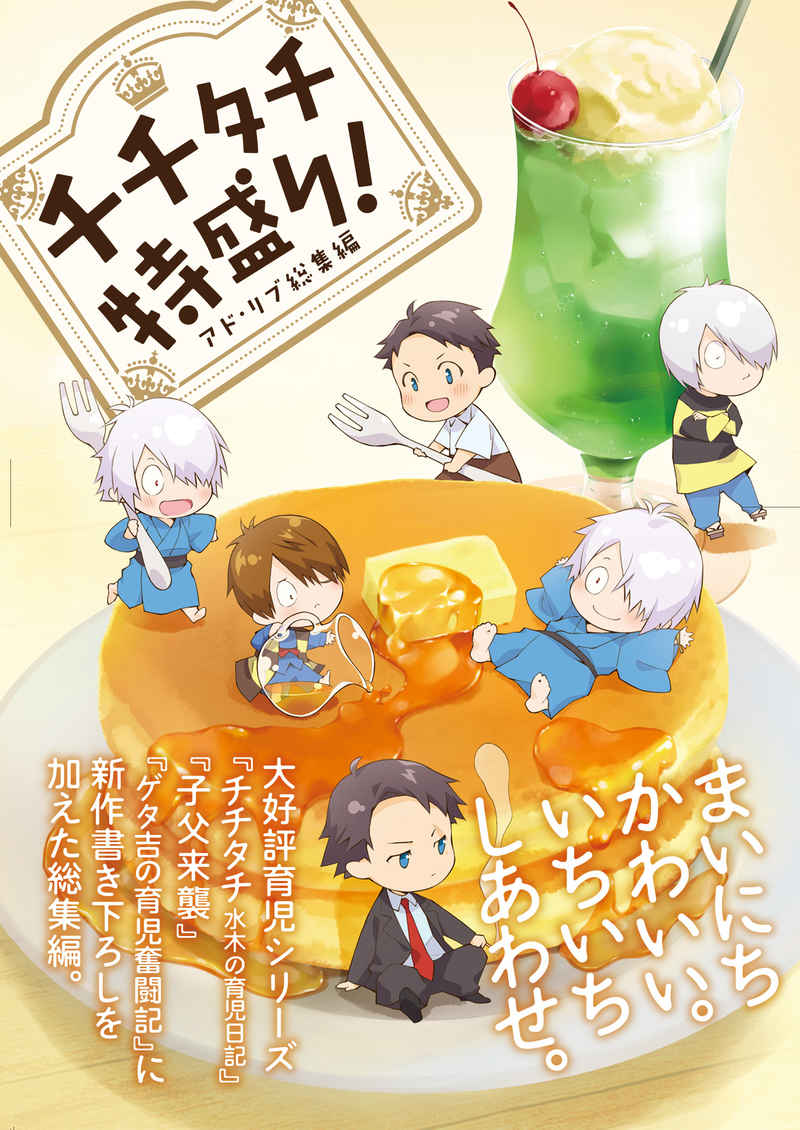 チチタチ
特盛り!
アド・リブ総集編
まいにち
かわいい。
いちいち
しあわせ。
大好評育児シリーズ
『チチタチ 水木の育児日記』
『子父来襲』
『ゲタ吉の育児奮闘記』に
新作書き下ろしを
加えた総集編。